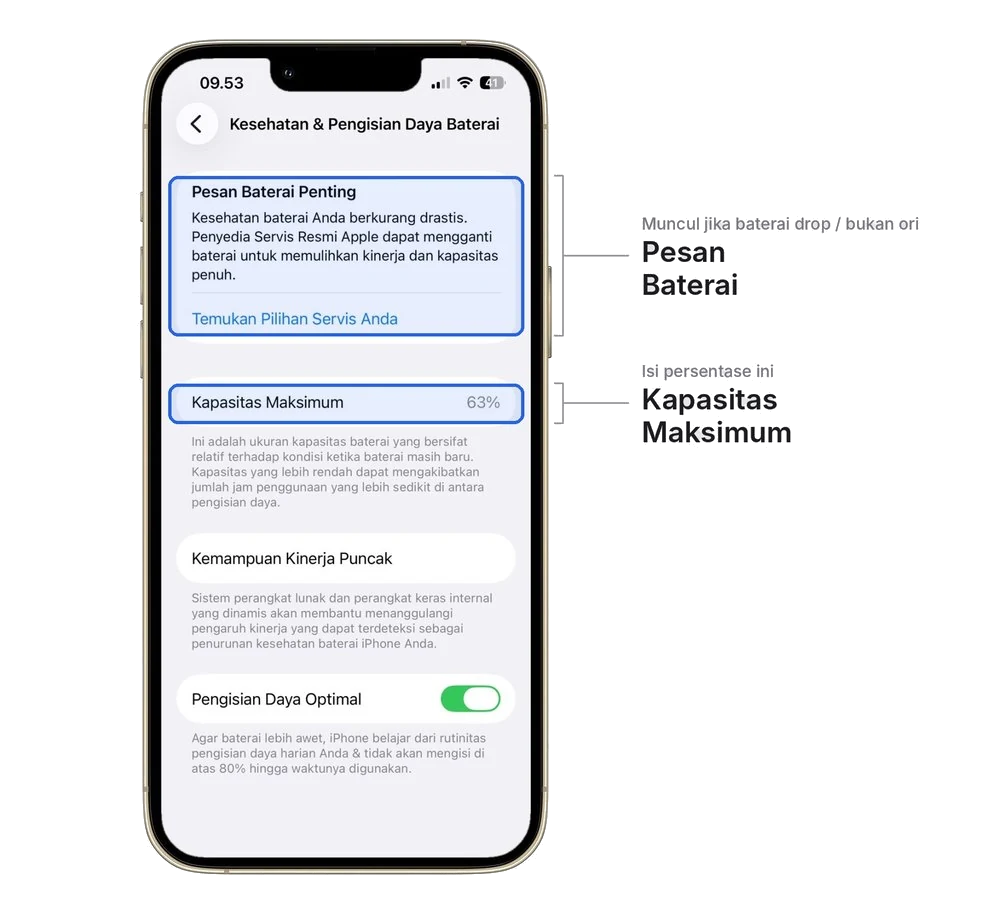 09.53
41
Kesehatan & Pengisian Daya Baterai
Pesan Baterai Penting
Kesehatan baterai Anda berkurang drastis.
Penyedia Servis Resmi Apple dapat mengganti
baterai untuk memulihkan kinerja dan kapasitas
penuh.
Temukan Pilihan Servis Anda
Muncul jika baterai drop / bukan ori
Pesan
Baterai
Kapasitas Maksimum 63%
Isi persentase ini
Kapasitas
Maksimum
Ini adalah ukuran kapasitas baterai yang bersifat
relatif terhadap kondisi ketika baterai masih baru.
Kapasitas yang lebih rendah dapat mengakibatkan
jumlah jam penggunaan yang lebih sedikit di antara
pengisian daya.
Kemampuan Kinerja Puncak
Sistem perangkat lunak dan perangkat keras internal
yang dinamis akan membantu menanggulangi
pengaruh kinerja yang dapat terdeteksi sebagai
penurunan kesehatan baterai iPhone Anda.
Pengisian Daya Optimal
Agar baterai lebih awet, iPhone belajar dari rutinitas
pengisian daya harian Anda & tidak akan mengisi di
atas 80% hingga waktunya digunakan.